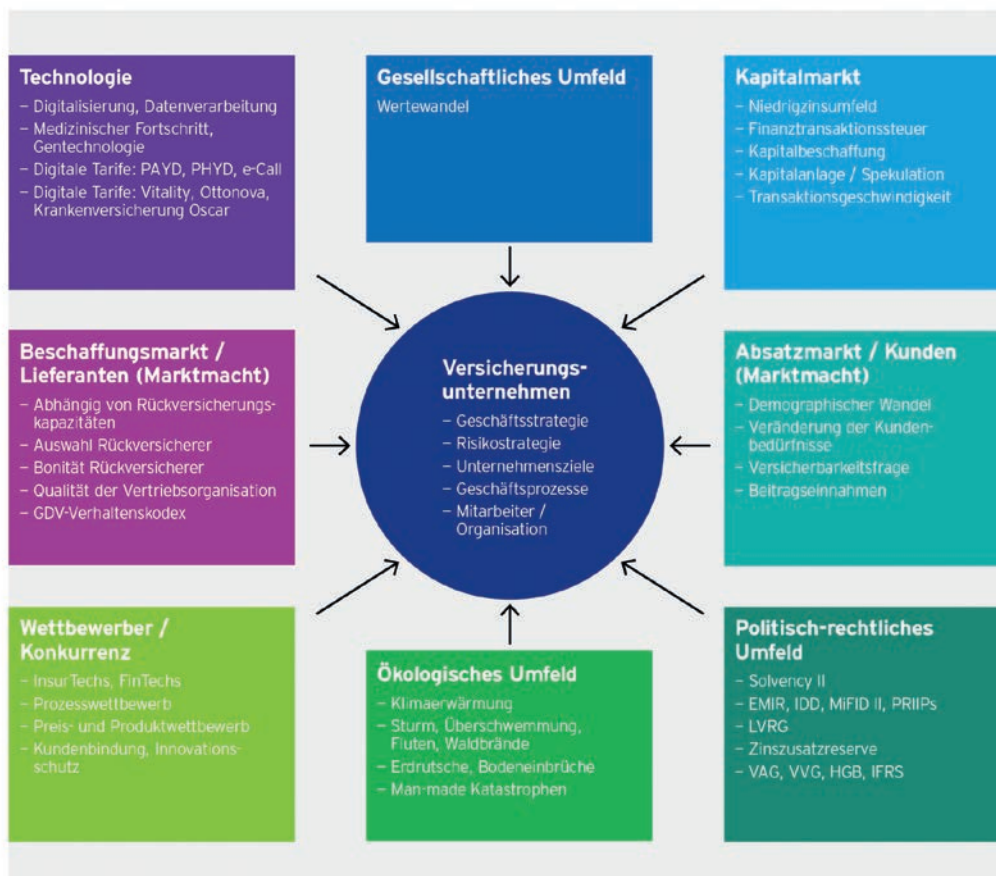 Technologie
– Digitalisierung, Datenverarbeitung
– Medizinischer Fortschritt,
Gentechnologie
– Digitale Tarife: PAYD, PHYD, e-Call
– Digitale Tarife: Vitality, Ottonova,
Krankenversicherung Oscar
Gesellschaftliches Umfeld
Wertewandel
Kapitalmarkt
– Niedrigzinsumfeld
– Finanztransaktionssteuer
– Kapitalbeschaffung
– Kapitalanlage / Spekulation
– Transaktionsgeschwindigkeit
Beschaffungsmarkt /
Lieferanten (Marktmacht)
– Abhängig von Rückversicherungs-
kapazitäten
– Auswahl Rückversicherer
– Bonität Rückversicherer
– Qualität der Vertriebsorganisation
– GDV-Verhaltenskodex
Versicherungs-
unternehmen
– Geschäftsstrategie
– Risikostrategie
– Unternehmensziele
– Geschäftsprozesse
– Mitarbeiter /
Organisation
Absatzmarkt / Kunden
(Marktmacht)
– Demographischer Wandel
– Veränderung der Kunden-
bedürfnisse
– Versicherbarkeitsfrage
– Beitragseinnahmen
Wettbewerber /
Konkurrenz
– InsurTechs, FinTechs
– Prozesswettbewerb
– Preis- und Produktwettbewerb
– Kundenbindung, Innovations-
schutz
Ökologisches Umfeld
– Klimaerwärmung
– Sturm, Überschwemmung,
Fluten, Waldbrände
– Erdrutsche, Bodeneinbrüche
– Man-made Katastrophen
Politisch-rechtliches
Umfeld
– Solvency II
– EMIR, IDD, MiFID II, PRIIPs
– LVRG
– Zinszusatzreserve
– VAG, VVG, HGB, IFRS